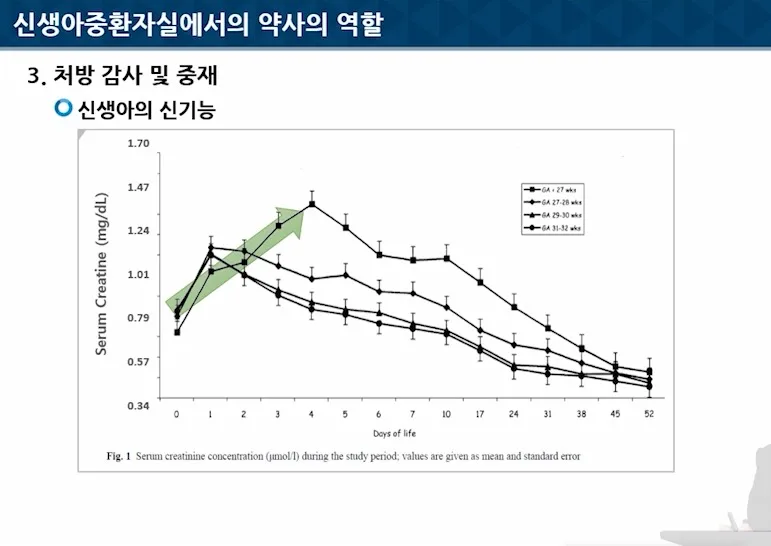 신생아중환자실에서의 약사의 역할
3. 처방 감사 및 중재
신생아의 신기능
1.70
1.47
1.24
1.01
0.79
0.57
0.34
Serum Creatine (mg/dL)
GA < 27 wks
GA 27-28 wks
GA 29-30 wks
GA 31-32 wks
0 1 2 3 4 5 6 7 10 17 24 31 38 45 52
Days of life
Fig. 1 Serum creatinine concentration (μmol/l) during the study period; values are given as mean and standard error